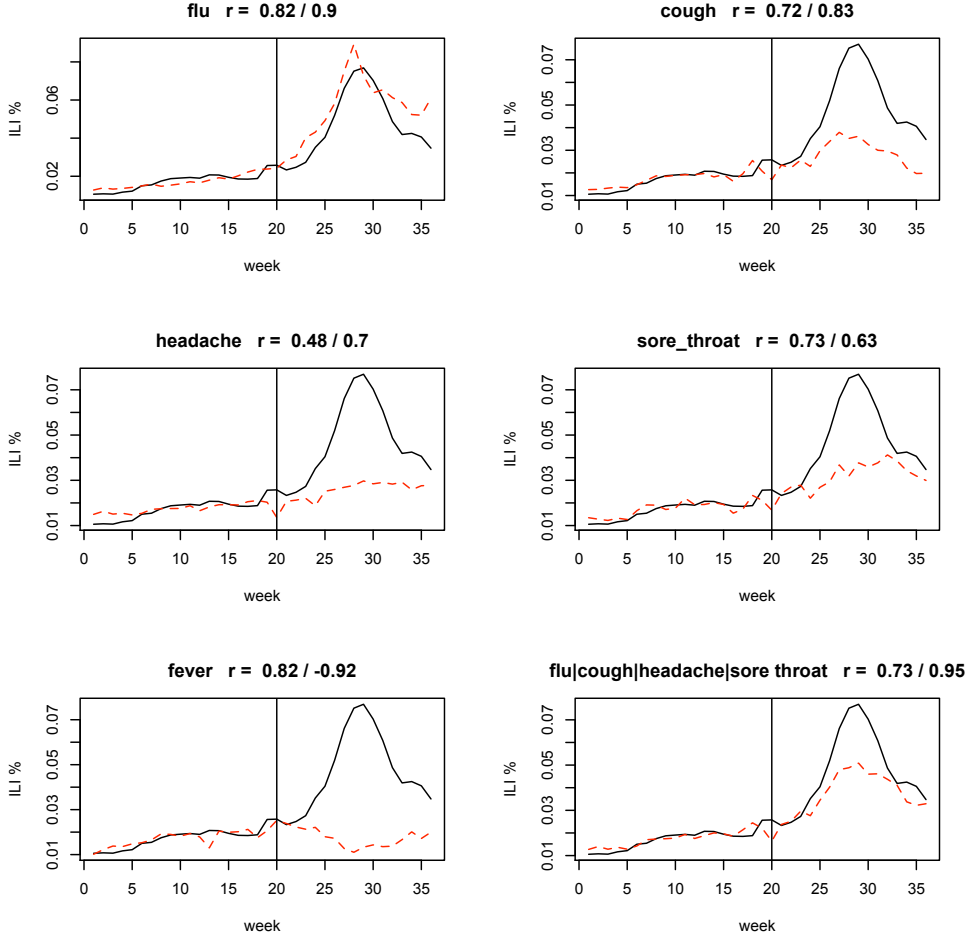 flu r = 0.82 / 0.9
ILI %
0.06
0.02
0 5 10 15 20 25 30 35
week
cough r = 0.72 / 0.83
ILI %
0.07
0.05
0.03
0.01
0 5 10 15 20 25 30 35
week
headache r = 0.48 / 0.7
ILI %
0.07
0.05
0.03
0.01
0 5 10 15 20 25 30 35
week
sore_throat r = 0.73 / 0.63
ILI %
0.07
0.05
0.03
0.01
0 5 10 15 20 25 30 35
week
fever r = 0.82 / -0.92
ILI %
0.07
0.05
0.03
0.01
0 5 10 15 20 25 30 35
week
flu|cough|headache|sore throat r = 0.73 / 0.95
ILI %
0.07
0.05
0.03
0.01
0 5 10 15 20 25 30 35
week